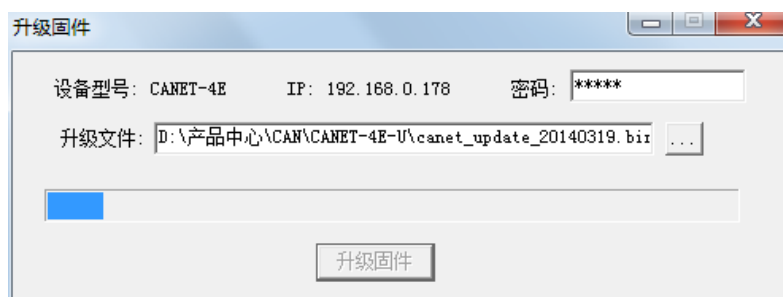 升级固件
设备型号: CANET-4E IP: 192.168.0.178 密码: *****
升级文件: D:\产品中心\CAN\CANET-4E-U\canet_update_20140319.bin ...
升级固件